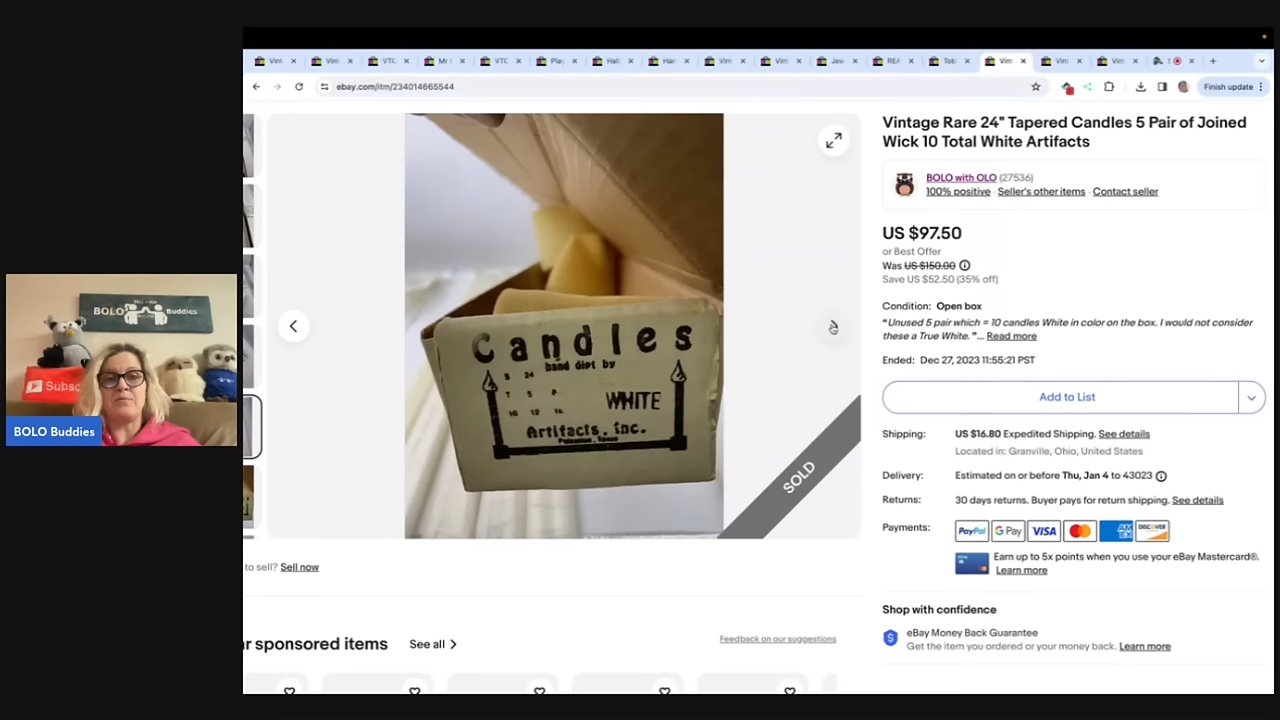 ebay.com/itm/234014665544
Finish update
Vintage Rare 24" Tapered Candles 5 Pair of Joined
Wick 10 Total White Artifacts
BOLO with OLO (27536)
100% positive · Seller's other items · Contact seller
US $97.50
or Best Offer
Was US $150.00
Save US $52.50 (35% off)
Condition: Open box
"Unused 5 pair which = 10 candles White in color on the box. I would not consider
these a True White. "... Read more
Ended: Dec 27, 2023 11:55:21 PST
Add to List
Shipping: US $16.80 Expedited Shipping. See details
Located in: Granville, Ohio, United States
Delivery: Estimated on or before Thu, Jan 4 to 43023
Returns: 30 days returns. Buyer pays for return shipping. See details
Payments: PayPal G Pay VISA DISCOVER
Earn up to 5x points when you use your eBay Mastercard®.
Learn more
Shop with confidence
eBay Money Back Guarantee
Get the item you ordered or your money back. Learn more
Candles
hand dipt by
WHITE
Artifacts, inc.
SOLD
to sell? Sell now
sponsored items See all
Feedback on our suggestions
BOLO Buddies
Subsc
BOLO Buddies